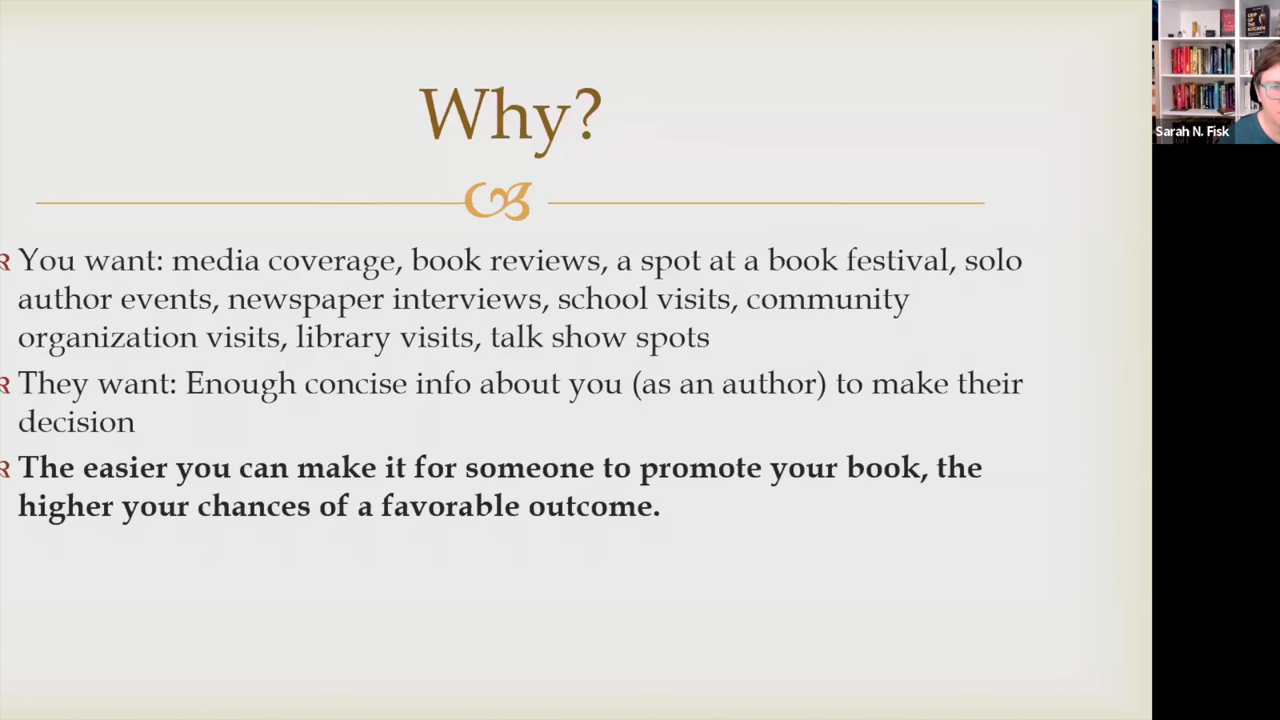 Why?
You want: media coverage, book reviews, a spot at a book festival, solo
author events, newspaper interviews, school visits, community
organization visits, library visits, talk show spots
They want: Enough concise info about you (as an author) to make their
decision
The easier you can make it for someone to promote your book, the
higher your chances of a favorable outcome.
Sarah N. Fisk